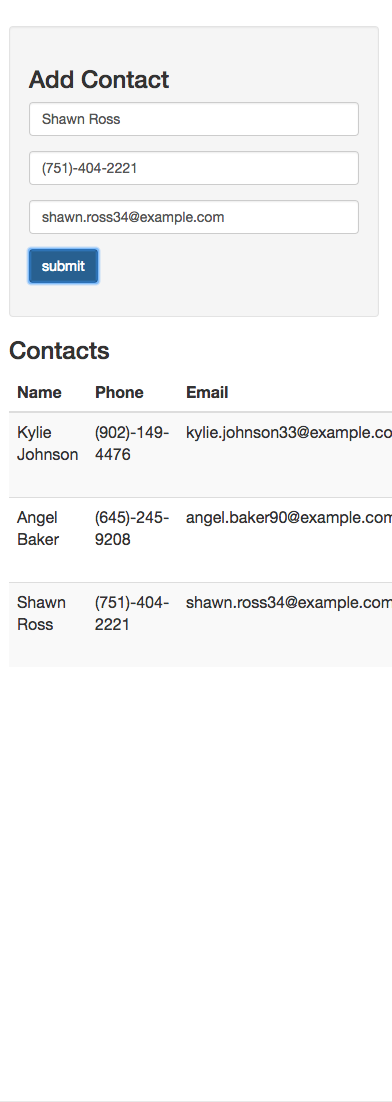 Add Contact
Shawn Ross
(751)-404-2221
shawn.ross34@example.com
submit
Contacts
Name Phone Email
Kylie (902)-149- kylie.johnson33@example.co
Johnson 4476
Angel (645)-245- angel.baker90@example.com
Baker 9208
Shawn (751)-404- shawn.ross34@example.com
Ross 2221